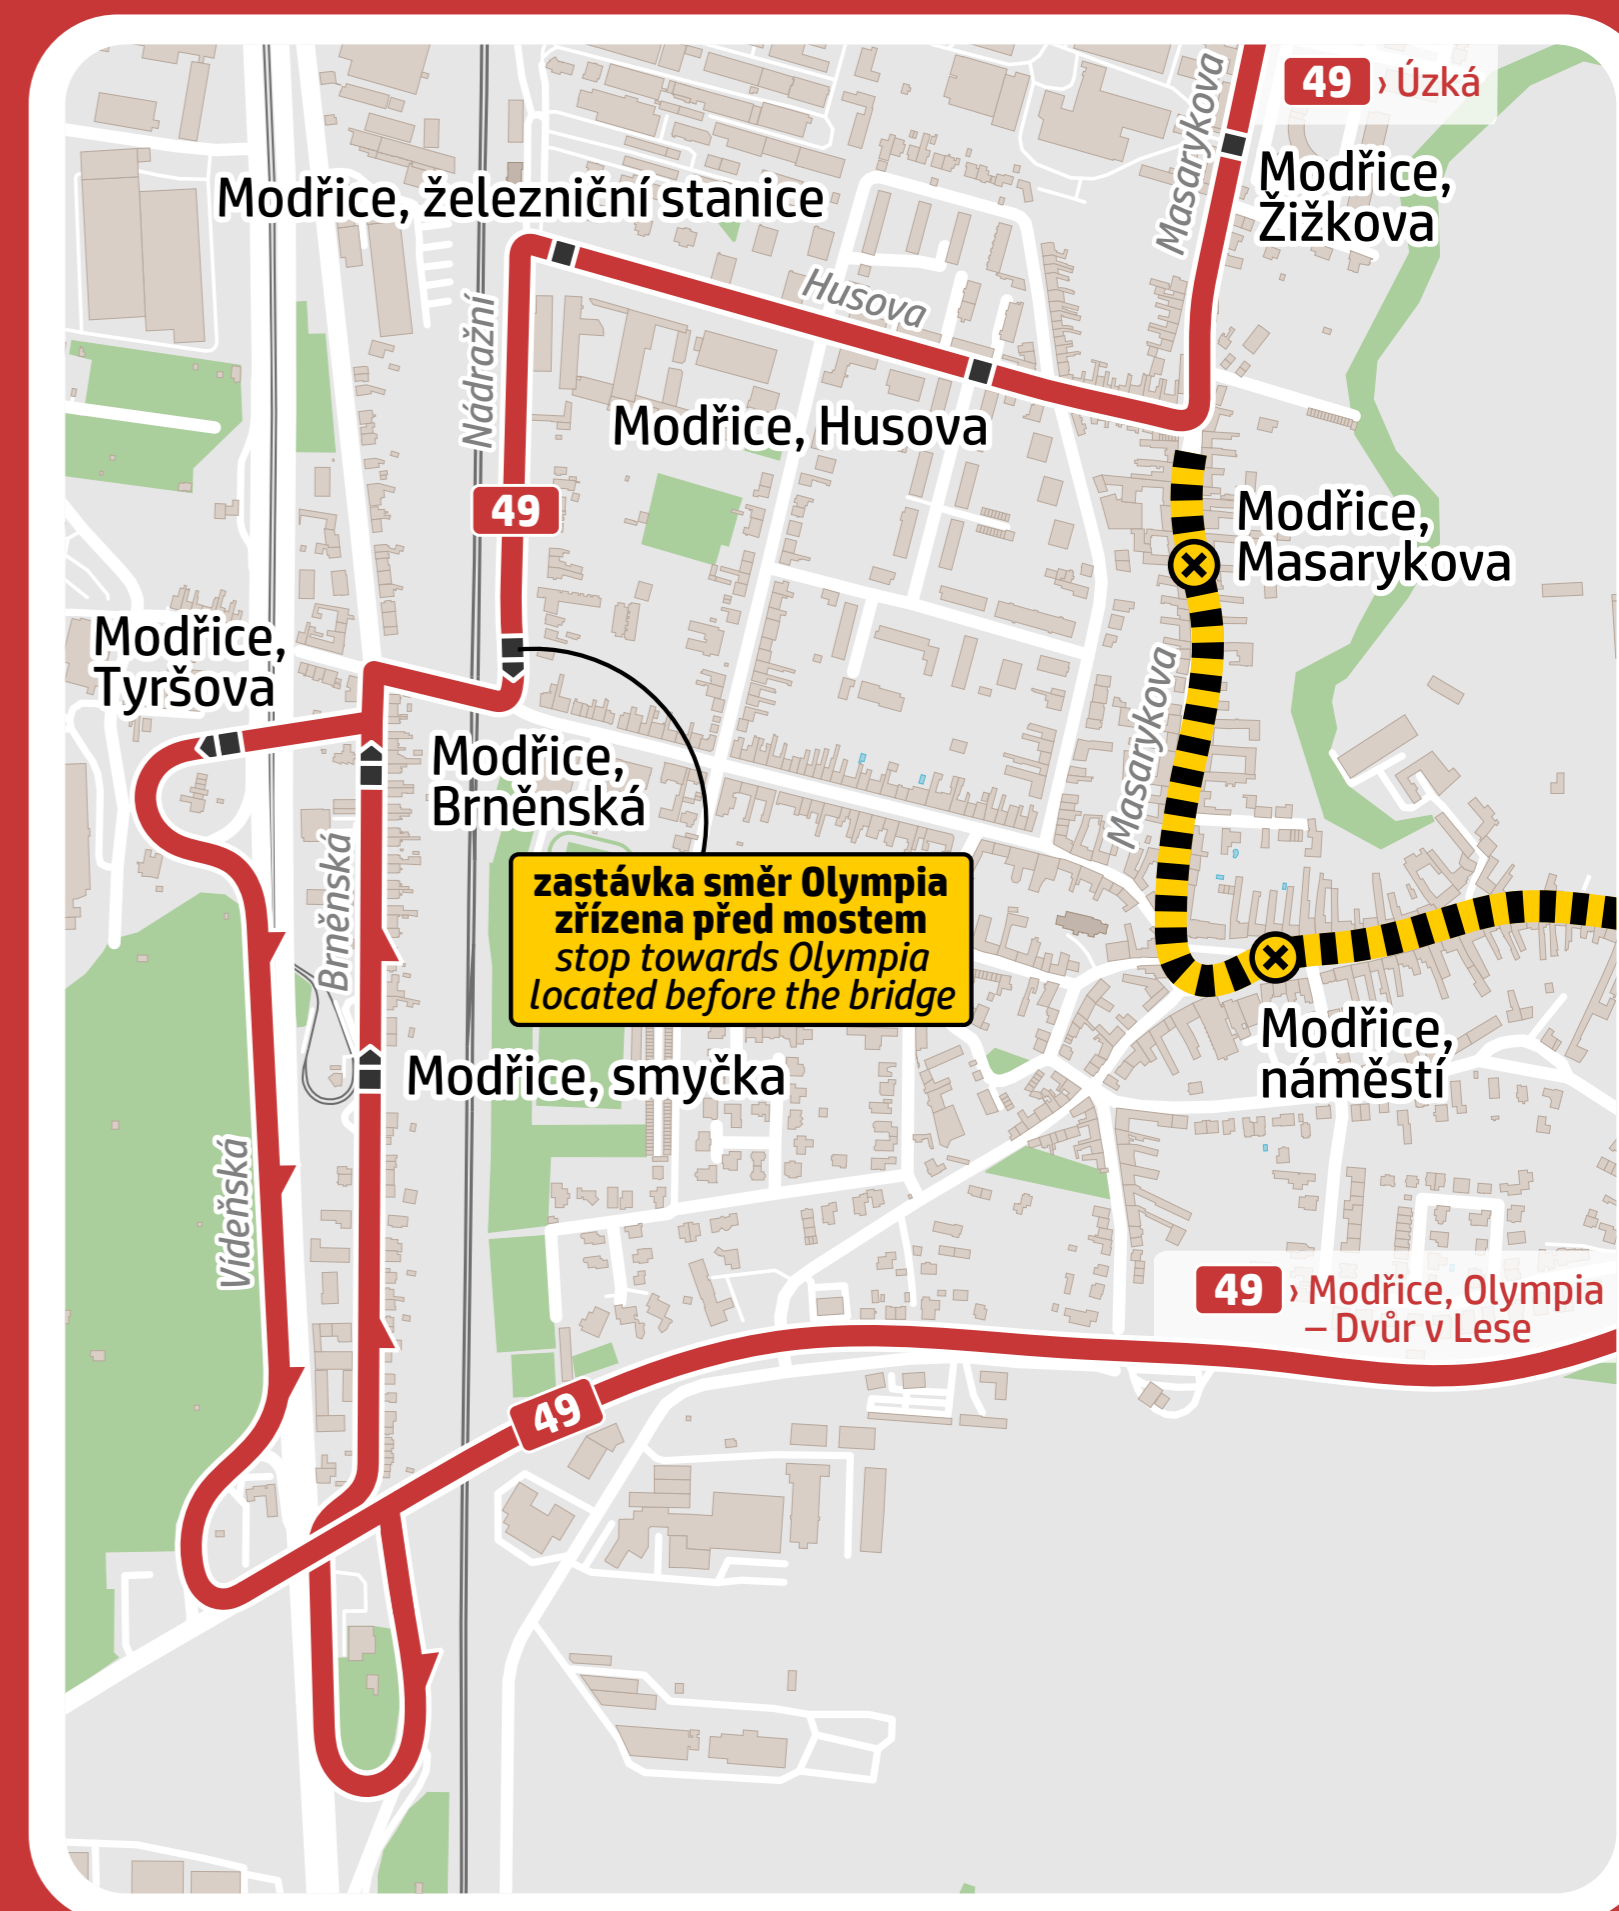 49 › Úzká
Masarykova
Modřice,
Žižkova
Modřice, železniční stanice
Husova
Nádražní
Modřice, Husova
49
Modřice,
Masarykova
Modřice,
Tyršova
Masarykova
Modřice,
Brněnská
Brněnská
zastávka směr Olympia
zřízena před mostem
stop towards Olympia
located before the bridge
Modřice,
náměstí
Modřice, smyčka
Vídeňská
49 › Modřice, Olympia
– Dvůr v Lese
49